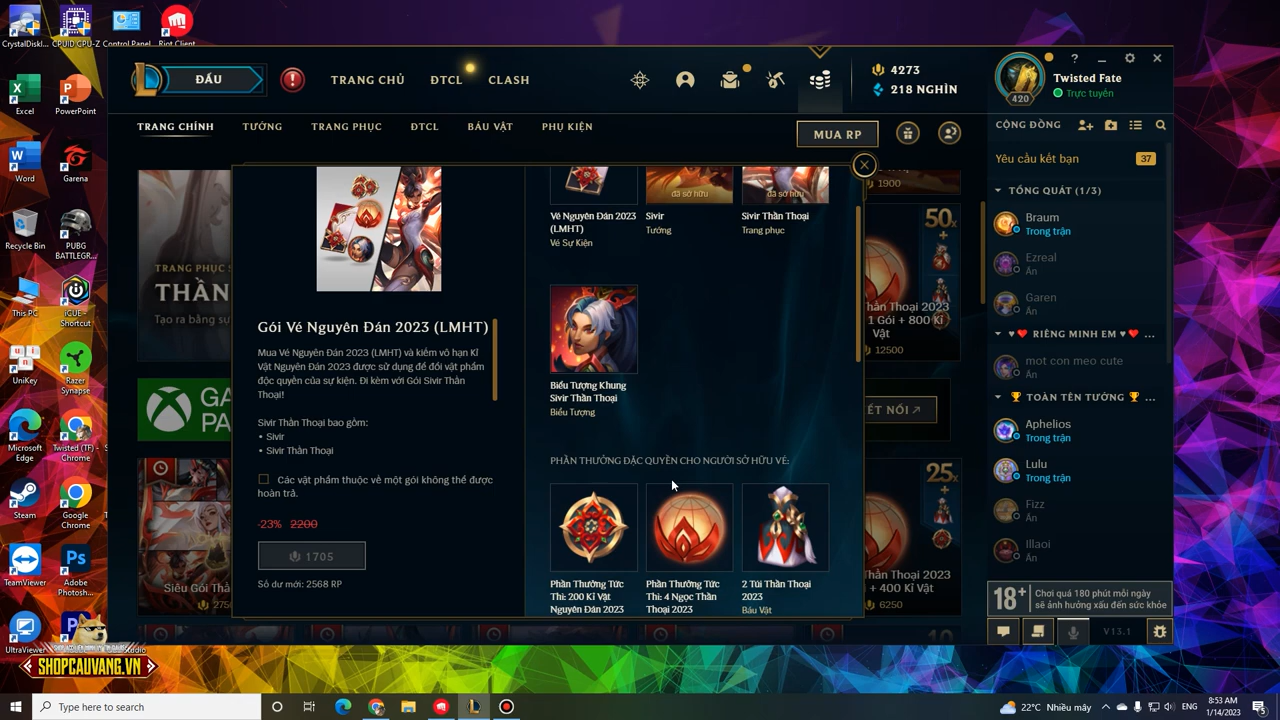 CrystalDiskI...
CPUID CPU-Z
Control Panel
Riot Client
Excel
PowerPoint
Word
Garena
Recycle Bin
PUBG
BATTLEGR...
This PC
iCUE -
Shortcut
UniKey
Razer
Synapse
Microsoft
Edge
Twisted (TF) -
Chrome
Steam
Google
Chrome
TeamViewer
Adobe
Photosh...
UltraViewer
SHOPCAUVANG.VN
ĐẤU
TRANG CHỦ
ĐTCL
CLASH
4273
218 NGHÌN
TRANG CHÍNH
TƯỚNG
TRANG PHỤC
ĐTCL
BÁU VẬT
PHỤ KIỆN
MUA RP
1900
TRANG PHỤC S
THẦN
Tạo ra bằng sự
GA
PA
Siêu Gói Thầ
275
50x
+
+
hần Thoại 2023
1 Gói + 800 Kỉ
Vật
12500
ẾT NỐI
25x
+
+
hần Thoại 2023
+ 400 Kỉ Vật
6250
Gói Vé Nguyên Đán 2023 (LMHT)
Mua Vé Nguyên Đán 2023 (LMHT) và kiếm vô hạn Kỉ
Vật Nguyên Đán 2023 được sử dụng để đổi vật phẩm
độc quyền của sự kiện. Đi kèm với Gói Sivir Thần
Thoại!
Sivir Thần Thoại bao gồm:
• Sivir
• Sivir Thần Thoại
Các vật phẩm thuộc về một gói không thể được
hoàn trả.
-23% 2200
1705
Số dư mới: 2568 RP
đã sở hữu
đã sở hữu
Vé Nguyên Đán 2023
(LMHT)
Vé Sự Kiện
Sivir
Tướng
Sivir Thần Thoại
Trang phục
Biểu Tượng Khung
Sivir Thần Thoại
Biểu Tượng
PHẦN THƯỞNG ĐẶC QUYỀN CHO NGƯỜI SỞ HỮU VÉ:
Phần Thưởng Tức
Thì: 200 Kỉ Vật
Nguyên Đán 2023
Phần Thưởng Tức
Thì: 4 Ngọc Thần
Thoại 2023
2 Túi Thần Thoại
2023
Báu Vật
420
Twisted Fate
Trực tuyến
CỘNG ĐỒNG
Yêu cầu kết bạn
37
TỔNG QUÁT (1/3)
Braum
Trong trận
Ezreal
Ẩn
Garen
Ẩn
♥❤ RIÊNG MINH EM ♥❤ ...
mot con meo cute
Ẩn
🏆 TOÀN TÊN TƯỚNG 🏆 ...
Aphelios
Trong trận
Lulu
Trong trận
Fizz
Ẩn
Illaoi
Ẩn
18+
Chơi quá 180 phút mỗi ngày
sẽ ảnh hưởng xấu đến sức khỏe
V13.1
Type here to search
22°C Nhiều mây
ENG
8:53 AM
1/14/2023
5